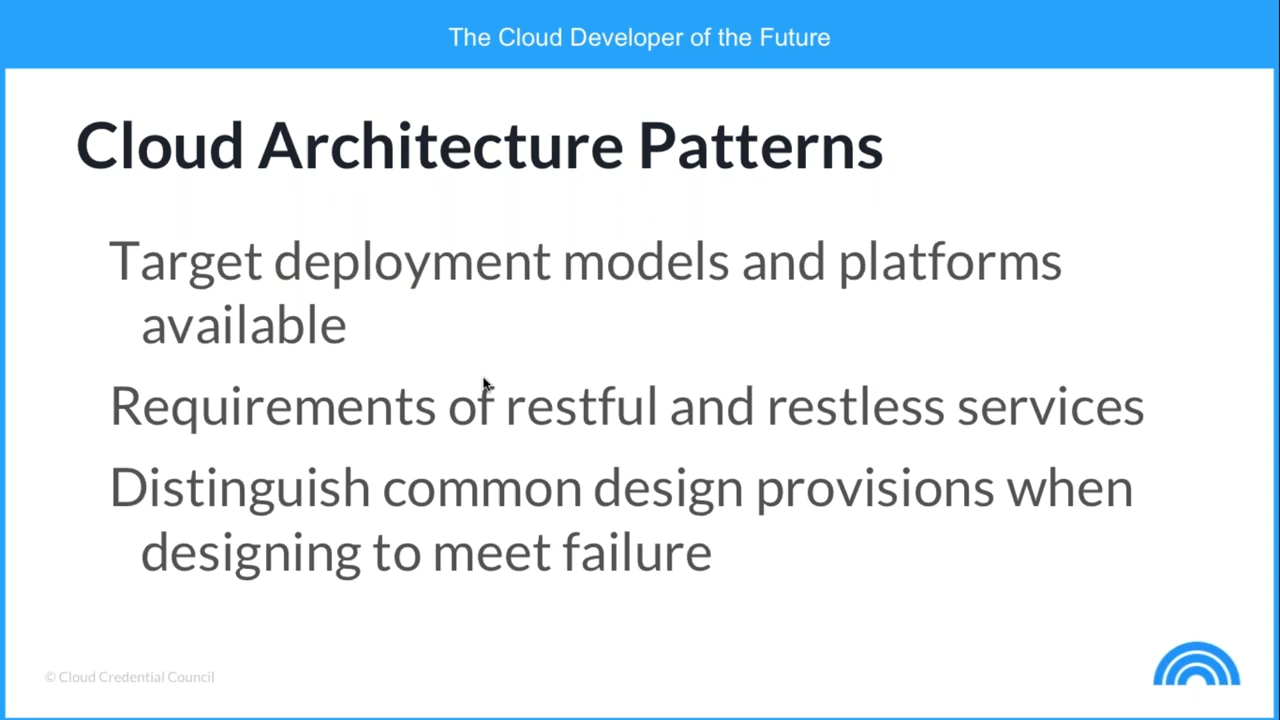 The Cloud Developer of the Future
Cloud Architecture Patterns
Target deployment models and platforms
available
Requirements of restful and restless services
Distinguish common design provisions when
designing to meet failure
© Cloud Credential Council